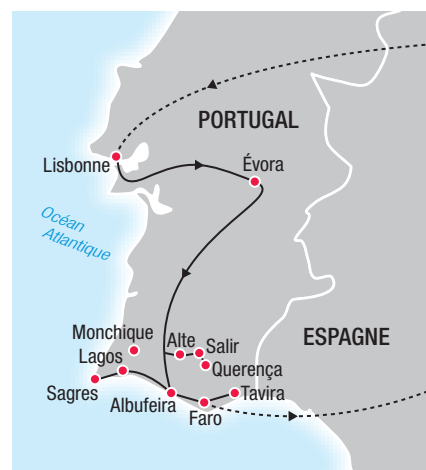 PORTUGAL
Lisbonne
Évora
Océan
Atlantique
ESPAGNE
Monchique
Alte
Salir
Lagos
Querença
Sagres
Tavira
Albufeira
Faro